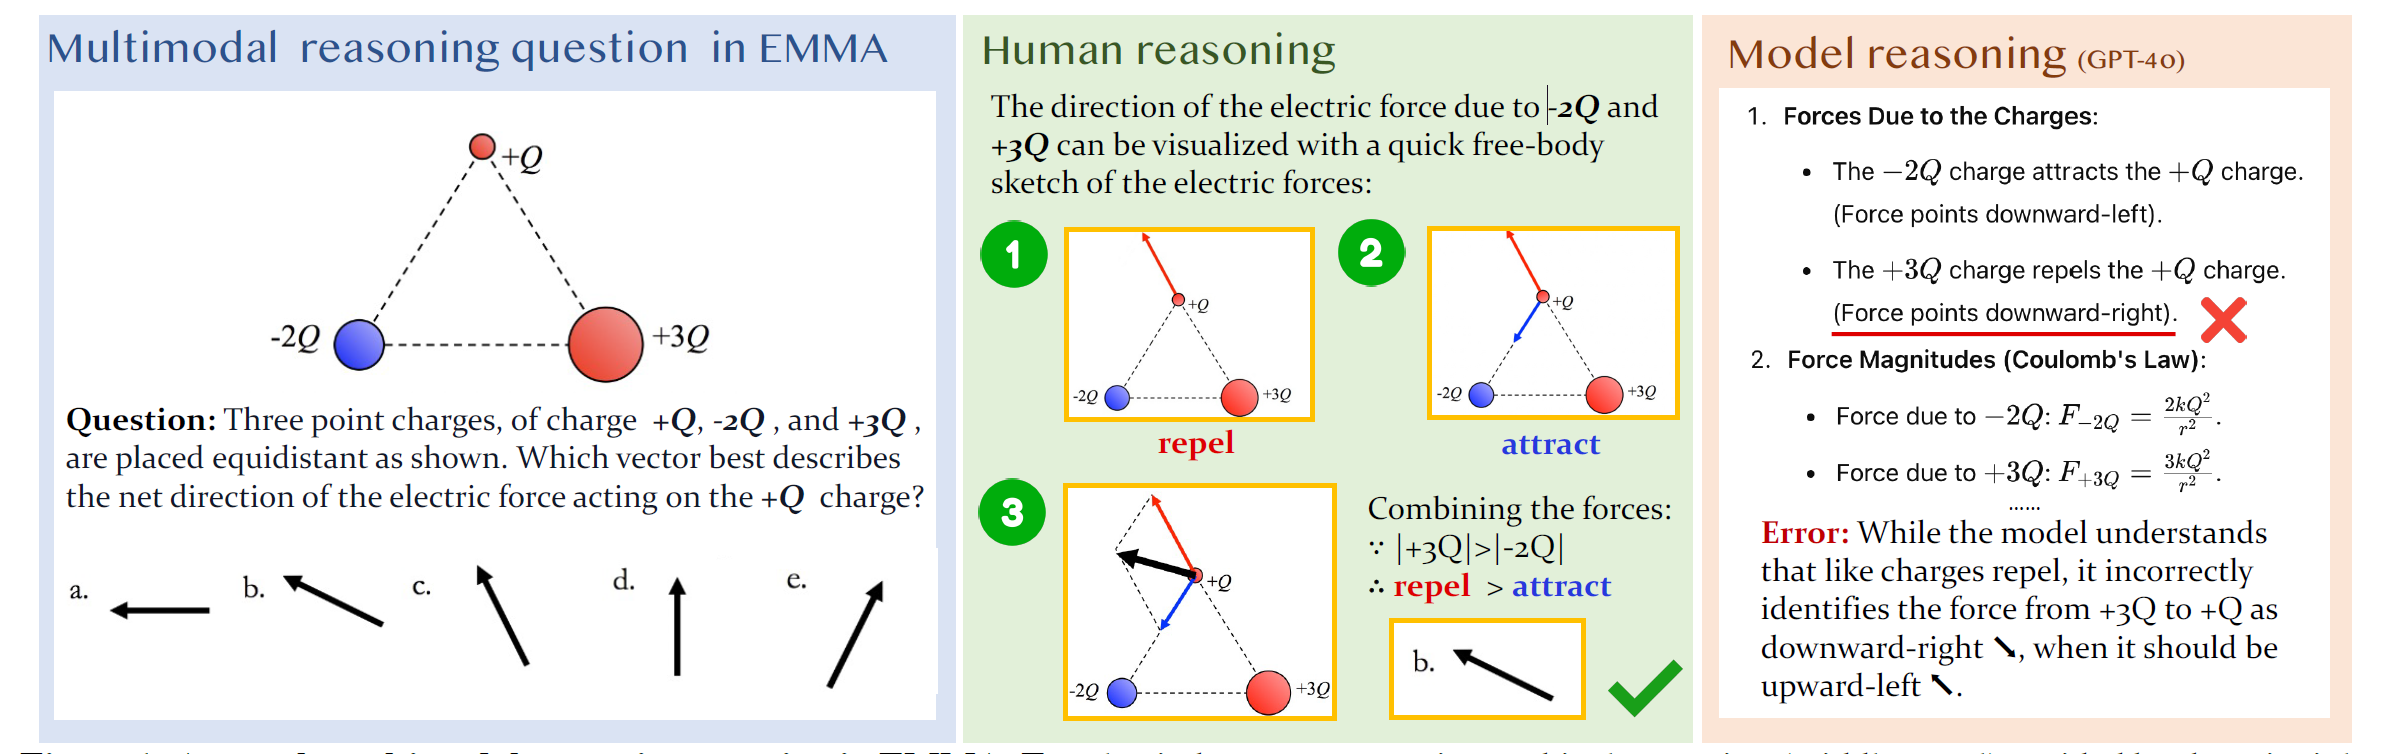 Multimodal reasoning question in EMMA
+Q
-2Q
+3Q
Question: Three point charges, of charge +Q, -2Q , and +3Q ,
are placed equidistant as shown. Which vector best describes
the net direction of the electric force acting on the +Q charge?
a.
b.
c.
d.
e.
Human reasoning
The direction of the electric force due to -2Q and
+3Q can be visualized with a quick free-body
sketch of the electric forces:
1
+Q
-2Q
+3Q
repel
2
+Q
-2Q
+3Q
attract
3
+Q
-2Q
+3Q
Combining the forces:
∵ |+3Q|>|-2Q|
∴ repel > attract
b.
Model reasoning (GPT-4o)
1. Forces Due to the Charges:
• The −2Q charge attracts the +Q charge.
(Force points downward-left).
• The +3Q charge repels the +Q charge.
(Force points downward-right).
2. Force Magnitudes (Coulomb's Law):
• Force due to −2Q: F₋₂Q = 2kQ²/r².
• Force due to +3Q: F₊₃Q = 3kQ²/r².
......
Error: While the model understands
that like charges repel, it incorrectly
identifies the force from +3Q to +Q as
downward-right ➘, when it should be
upward-left ⬉.